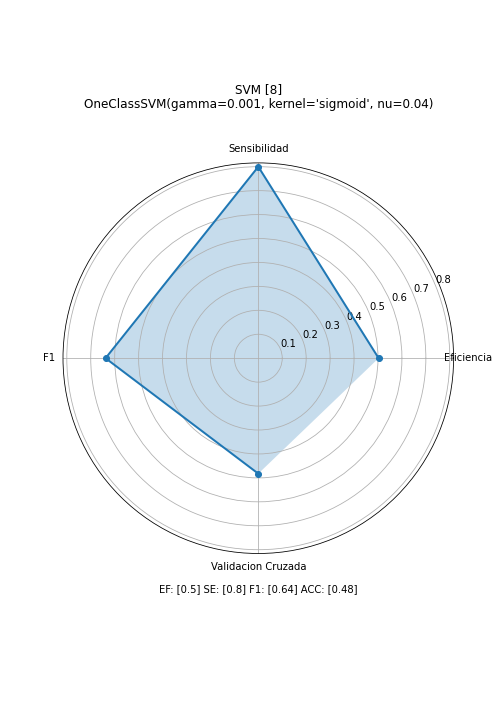 SVM [8]
OneClassSVM(gamma=0.001, kernel='sigmoid', nu=0.04)
Sensibilidad
0.8
0.7
0.6
0.5
0.4
0.3
0.2
0.1
F1
Eficiencia
Validacion Cruzada
EF: [0.5] SE: [0.8] F1: [0.64] ACC: [0.48]